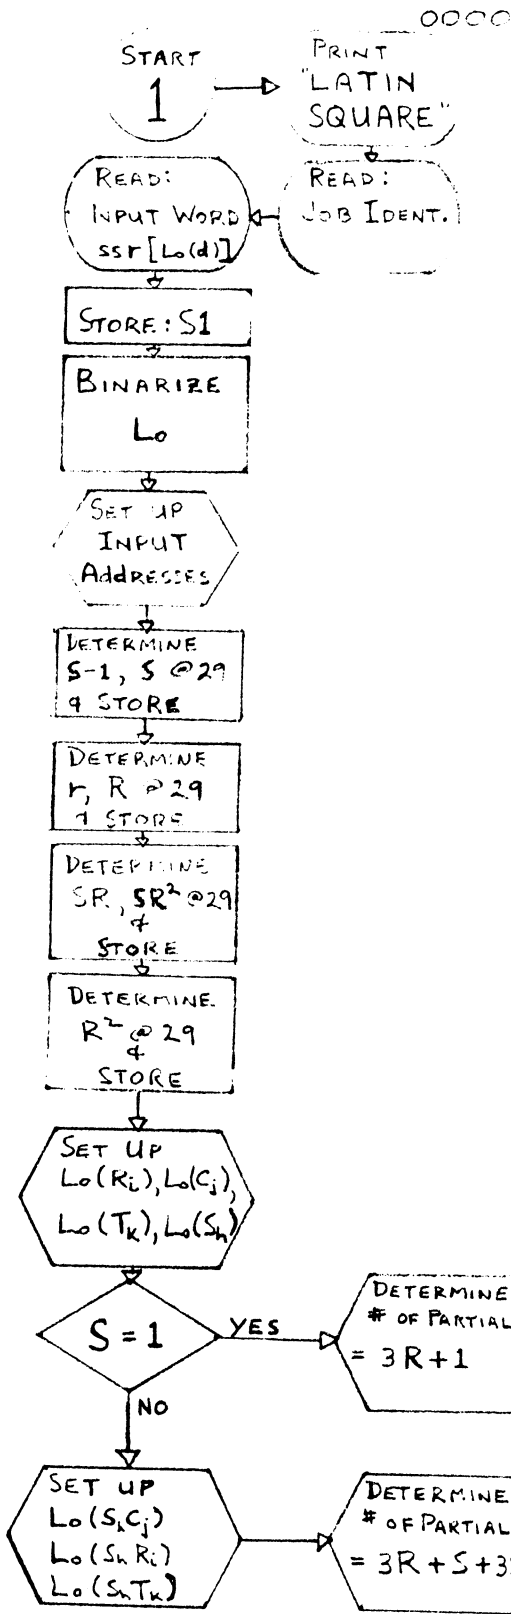 0000
START
1
PRINT
"LATIN
SQUARE"
READ:
JOB IDENT.
READ:
INPUT WORD
ssr[Lo(d)]
STORE: S1
BINARIZE
Lo
SET UP
INPUT
AddRESSES
DETERMINE
S-1, S @29
& STORE
DETERMINE
r, R @ 29
& STORE
DETERMINE
SR, SR² @29
&
STORE
DETERMINE
R² @ 29
&
STORE
SET UP
Lo(Ri), Lo(Cj),
Lo(Tk), Lo(Sh)
S = 1
YES
DETERMINE
# OF PARTIAL
= 3R+1
NO
SET UP
Lo(ShCj)
Lo(ShRi)
Lo(ShTk)
DETERMINE
# OF PARTIAL
= 3R+S+3